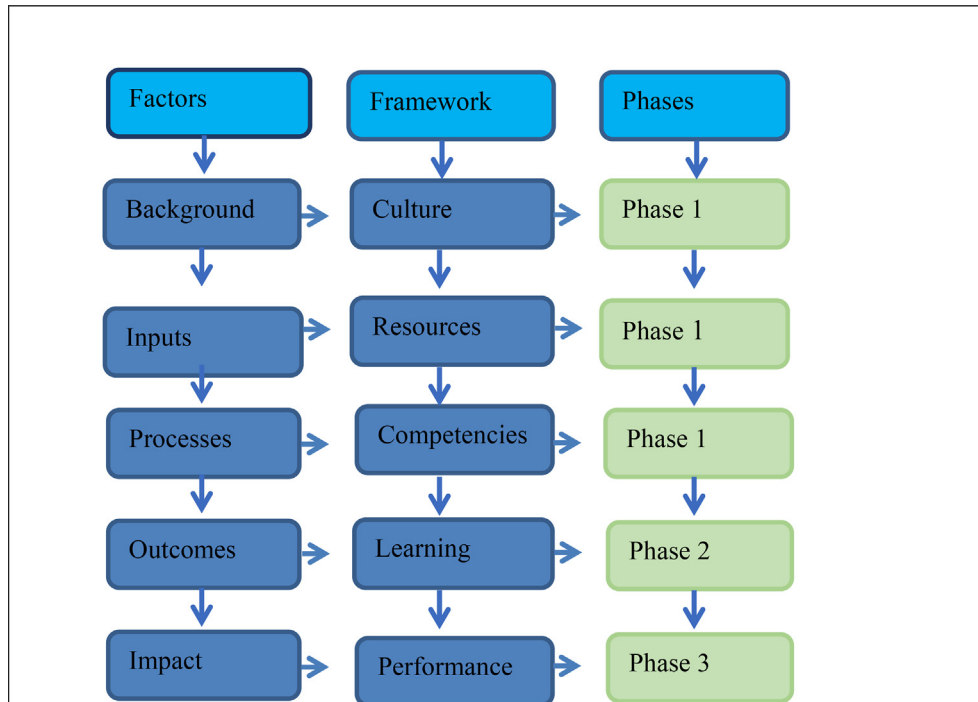 Factors
Framework
Phases
Background
Culture
Phase 1
Inputs
Resources
Phase 1
Processes
Competencies
Phase 1
Outcomes
Learning
Phase 2
Impact
Performance
Phase 3